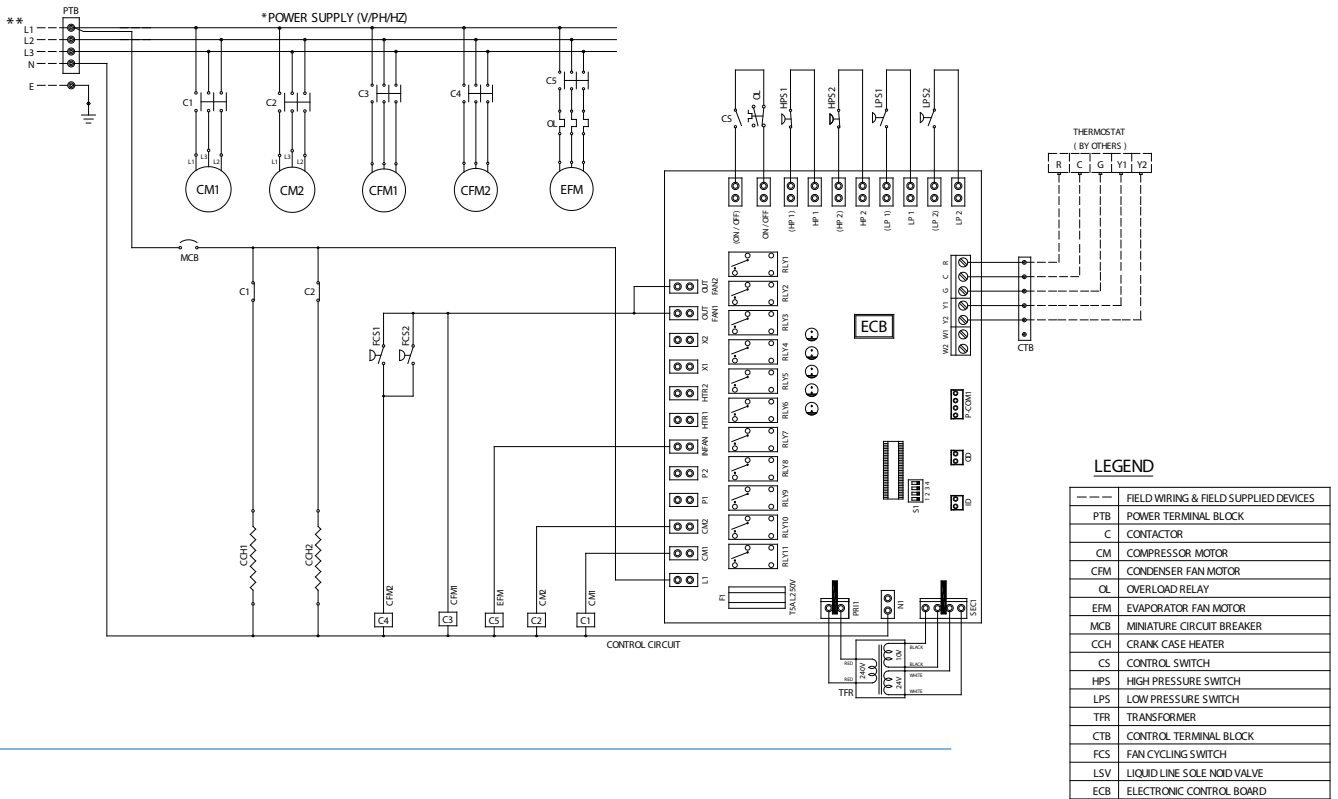 PTB
**
*POWER SUPPLY (V/PH/HZ)
L1
L2
L3
N
E
C1
C2
C3
C4
C5
OL
L1 L3 L2
L1 L3 L2
CM1
CM2
CFM1
CFM2
EFM
CS
OL
HPS1
HPS2
LPS1
LPS2
THERMOSTAT
( BY OTHERS )
R C G Y1 Y2
(ON / OFF)
ON / OFF
(HP 1)
HP 1
(HP 2)
HP 2
(LP 1)
LP 1
(LP 2)
LP 2
MCB
C1
C2
FCS1
FCS2
OUT
FAN2
OUT
FAN1
X2
X1
HTR2
HTR1
INFAN
P2
P1
CM2
CM1
L1
RLY1
RLY2
RLY3
RLY4
RLY5
RLY6
RLY7
RLY8
RLY9
RLY10
RLY11
ECB
R
C
G
Y1
Y2
W1
W2
CTB
P-COM1
ID
S1
1 2 3 4
F1
T5A L250V
PRI1
N1
SEC1
CCH1
CCH2
CFM2
CFM1
EFM
CM2
CM1
C4
C3
C5
C2
C1
CONTROL CIRCUIT
RED
RED
240V
10V
24V
BLACK
BLACK
WHITE
WHITE
TFR
LEGEND
FIELD WIRING & FIELD SUPPLIED DEVICES
PTB POWER TERMINAL BLOCK
C CONTACTOR
CM COMPRESSOR MOTOR
CFM CONDENSER FAN MOTOR
OL OVERLOAD RELAY
EFM EVAPORATOR FAN MOTOR
MCB MINIATURE CIRCUIT BREAKER
CCH CRANK CASE HEATER
CS CONTROL SWITCH
HPS HIGH PRESSURE SWITCH
LPS LOW PRESSURE SWITCH
TFR TRANSFORMER
CTB CONTROL TERMINAL BLOCK
FCS FAN CYCLING SWITCH
LSV LIQUID LINE SOLE NOID VALVE
ECB ELECTRONIC CONTROL BOARD